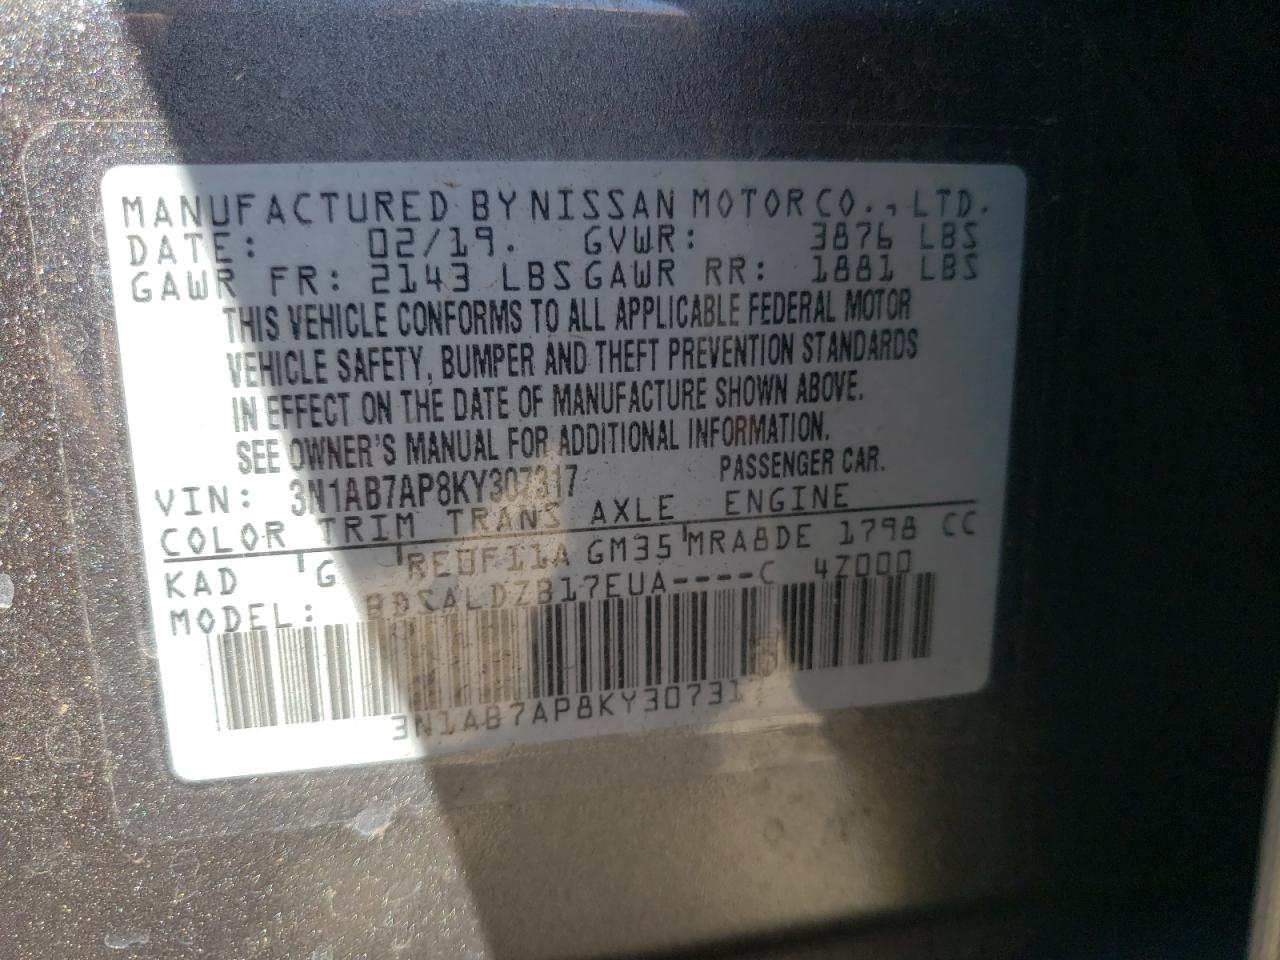 MANUFACTURED BY NISSAN MOTOR CO., LTD.
DATE: 02/19. GVWR: 3876 LBS
GAWR FR: 2143 LBS GAWR RR: 1881 LBS
THIS VEHICLE CONFORMS TO ALL APPLICABLE FEDERAL MOTOR
VEHICLE SAFETY, BUMPER AND THEFT PREVENTION STANDARDS
IN EFFECT ON THE DATE OF MANUFACTURE SHOWN ABOVE.
SEE OWNER'S MANUAL FOR ADDITIONAL INFORMATION.
VIN: 3N1AB7AP8KY307317 PASSENGER CAR.
COLOR TRIM TRANS AXLE ENGINE
KAD G RE0F11A GM35 MRA8DE 1798 CC
MODEL: BDSALDZB17EUA----C 4Z000
3N1AB7AP8KY307317